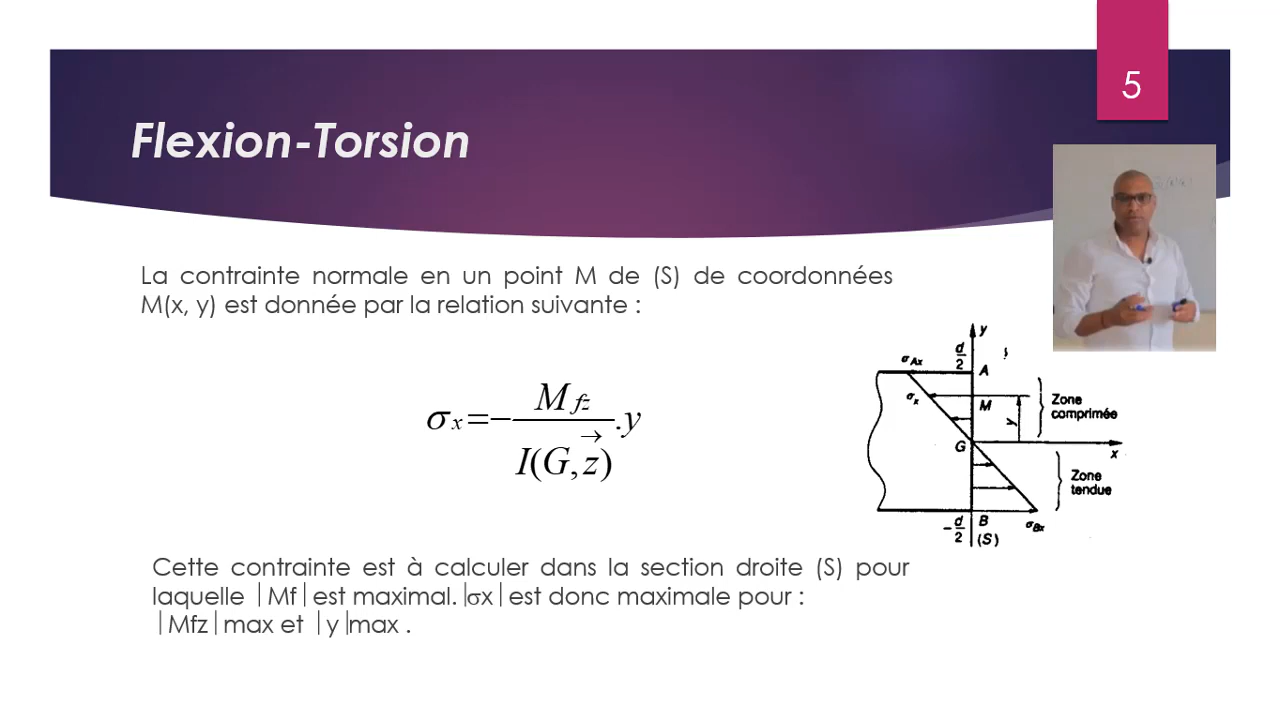 5
Flexion-Torsion
La contrainte normale en un point M de (S) de coordonnées
M(x, y) est donnée par la relation suivante :
σx = − Mfz / I(G, z⃗) .y
y
d/2
σAx
A
σx
M
y
Zone
comprimée
G
x
Zone
tendue
B
−d/2
(S)
σBx
Cette contrainte est à calculer dans la section droite (S) pour
laquelle |Mf| est maximal. |σx| est donc maximale pour :
|Mfz| max et |y|max .